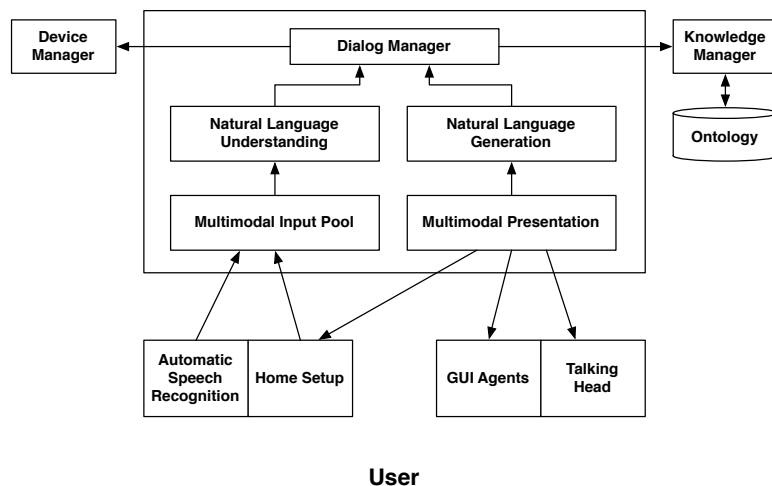 Device
Manager
Dialog Manager
Knowledge
Manager
Natural Language
Understanding
Natural Language
Generation
Ontology
Multimodal Input Pool
Multimodal Presentation
Automatic
Speech
Recognition
Home Setup
GUI Agents
Talking
Head
User